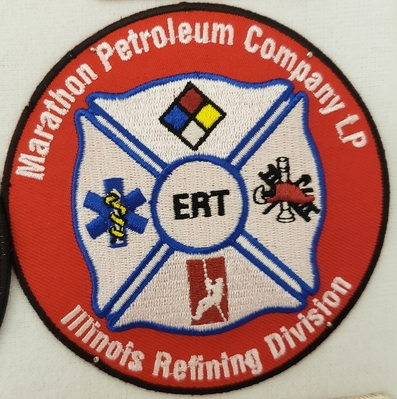 Marathon Petroleum Company LP
ERT
Illinois Refining Division